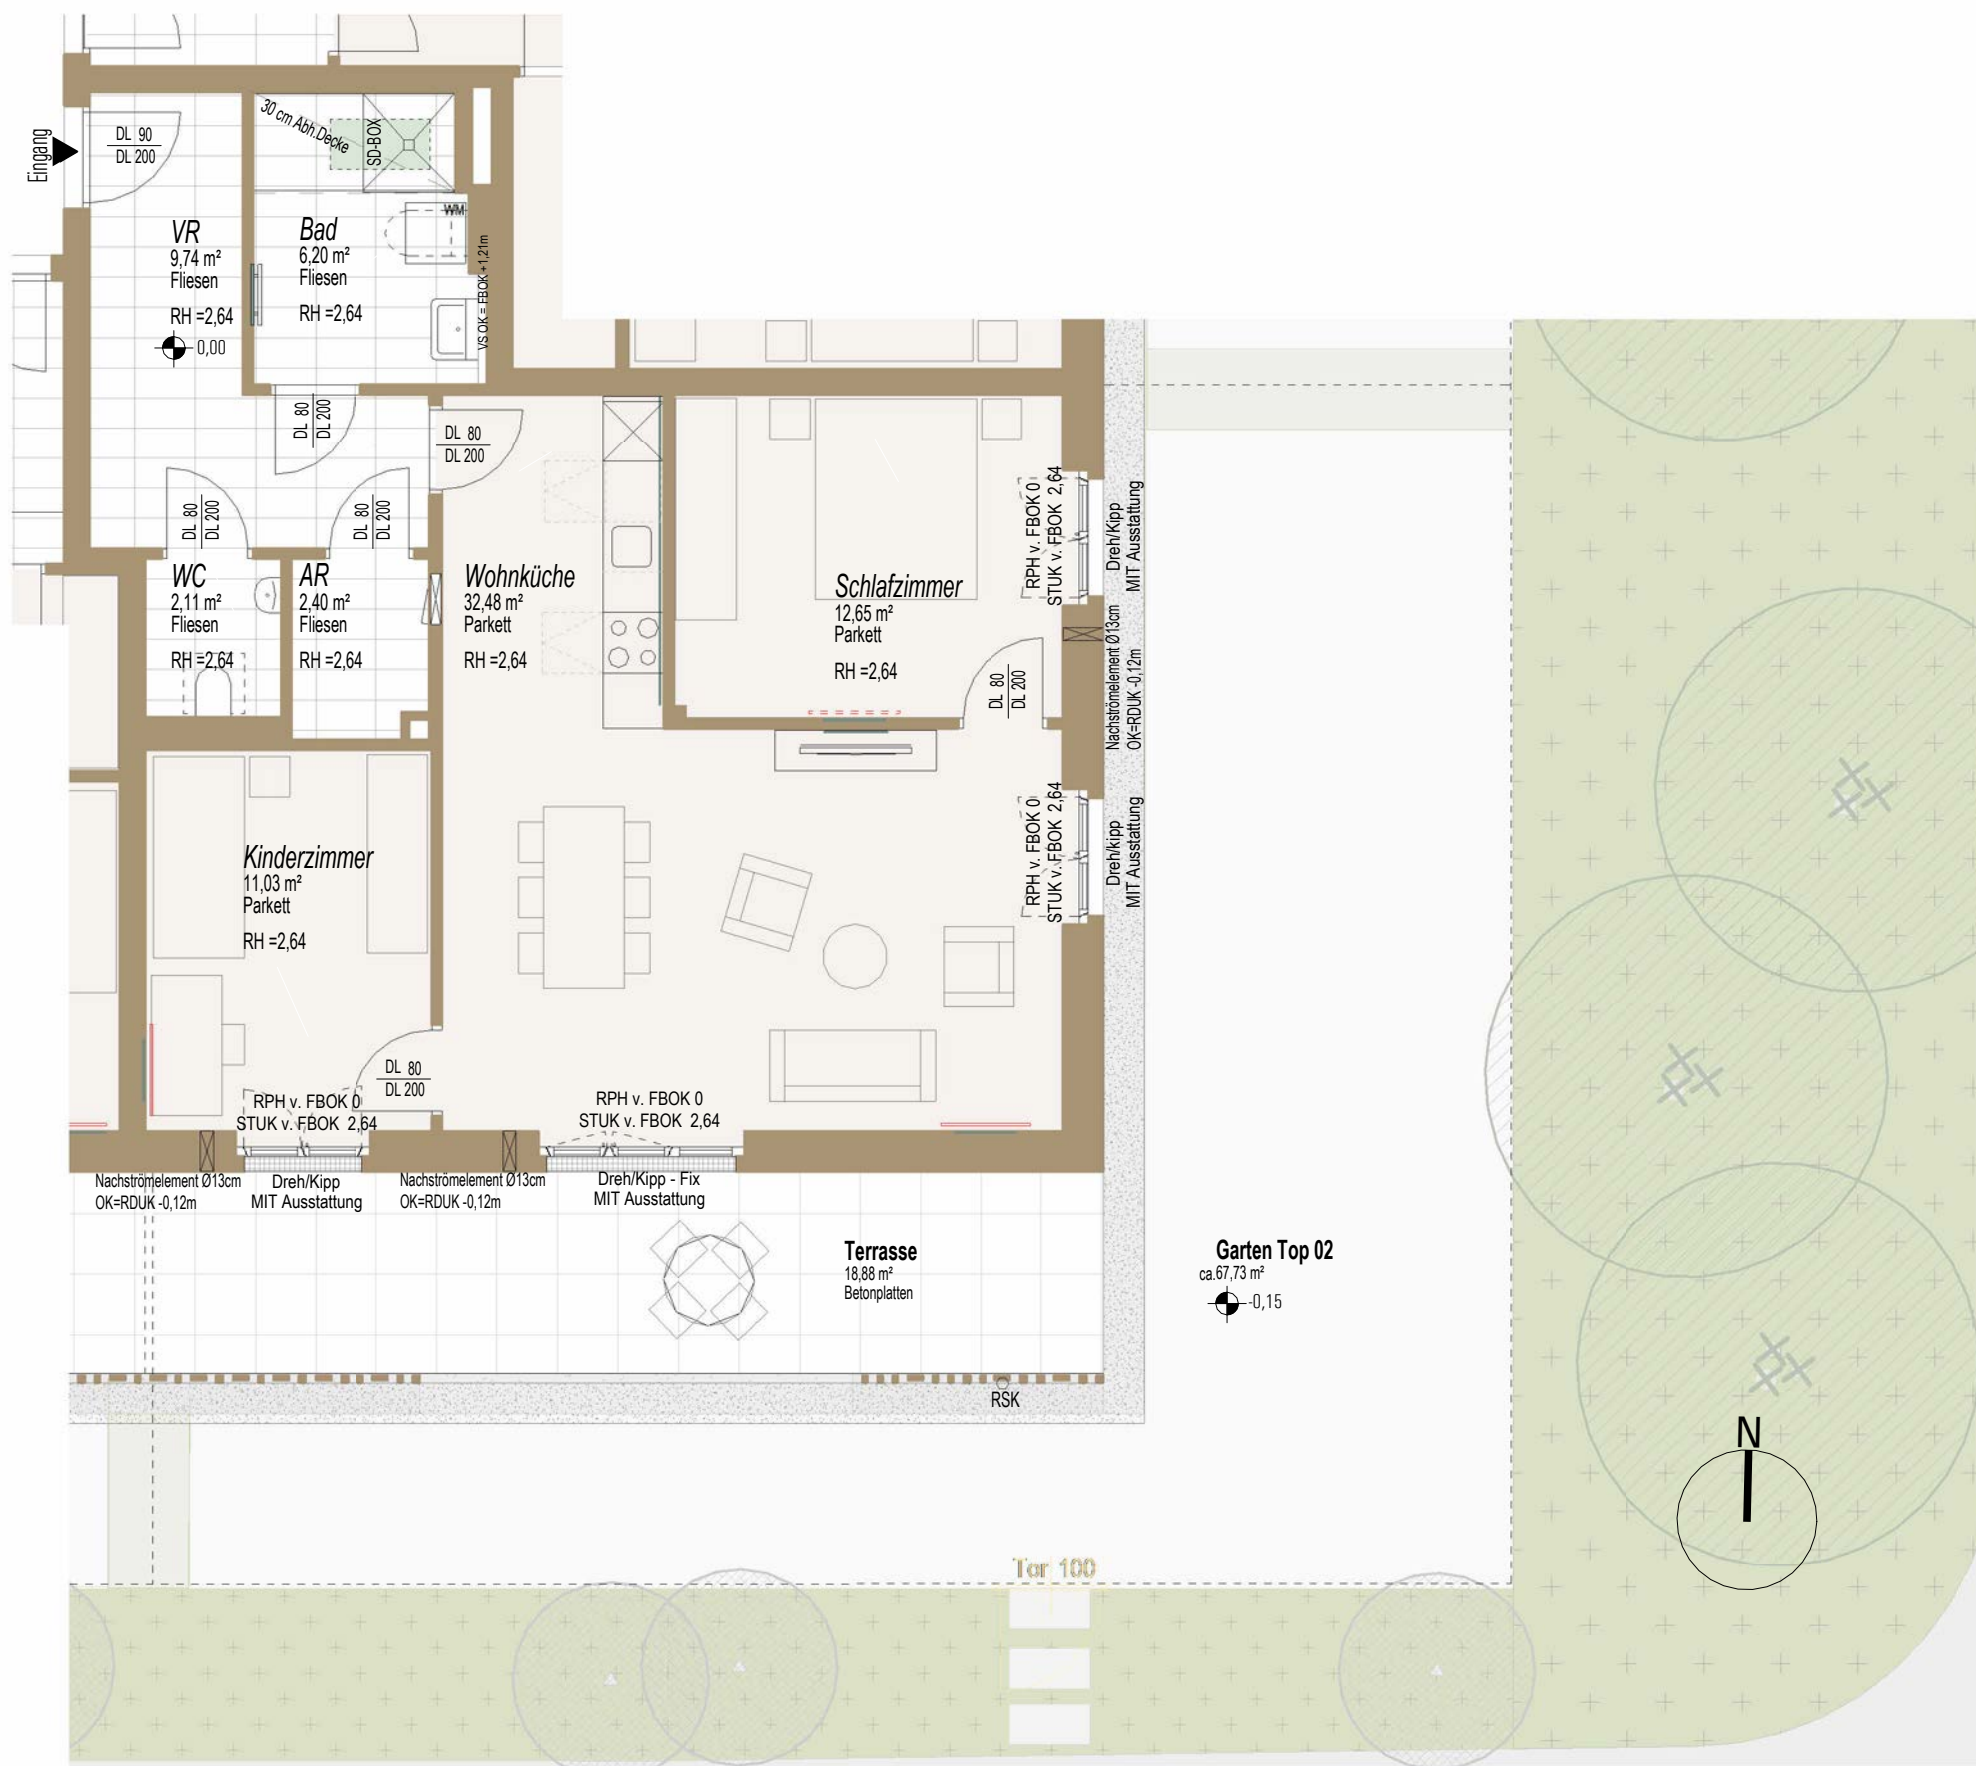 Eingang
DL 90
DL 200
30 cm Abh.Decke
SD-BOX
WM
VS OK = FBOK +1,21m
VR
9,74 m²
Fliesen
RH =2,64
0,00
Bad
6,20 m²
Fliesen
RH =2,64
DL 80
DL 200
DL 80
DL 200
DL 80
DL 200
DL 80
DL 200
WC
2,11 m²
Fliesen
RH =2,64
AR
2,40 m²
Fliesen
RH =2,64
Wohnküche
32,48 m²
Parkett
RH =2,64
Schlafzimmer
12,65 m²
Parkett
RH =2,64
DL 80
DL 200
RPH v. FBOK 0
STUK v. FBOK 2,64
Dreh/Kipp
MIT Ausstattung
Nachströmelement Ø13cm
OK=RDUK -0,12m
RPH v. FBOK 0
STUK v. FBOK 2,64
Dreh/kipp
MIT Ausstattung
Kinderzimmer
11,03 m²
Parkett
RH =2,64
DL 80
DL 200
RPH v. FBOK 0
STUK v. FBOK 2,64
RPH v. FBOK 0
STUK v. FBOK 2,64
Nachströmelement Ø13cm
OK=RDUK -0,12m
Dreh/Kipp
MIT Ausstattung
Nachströmelement Ø13cm
OK=RDUK -0,12m
Dreh/Kipp - Fix
MIT Ausstattung
Terrasse
18,88 m²
Betonplatten
Garten Top 02
ca.67,73 m²
-0,15
RSK
N
Tor 100